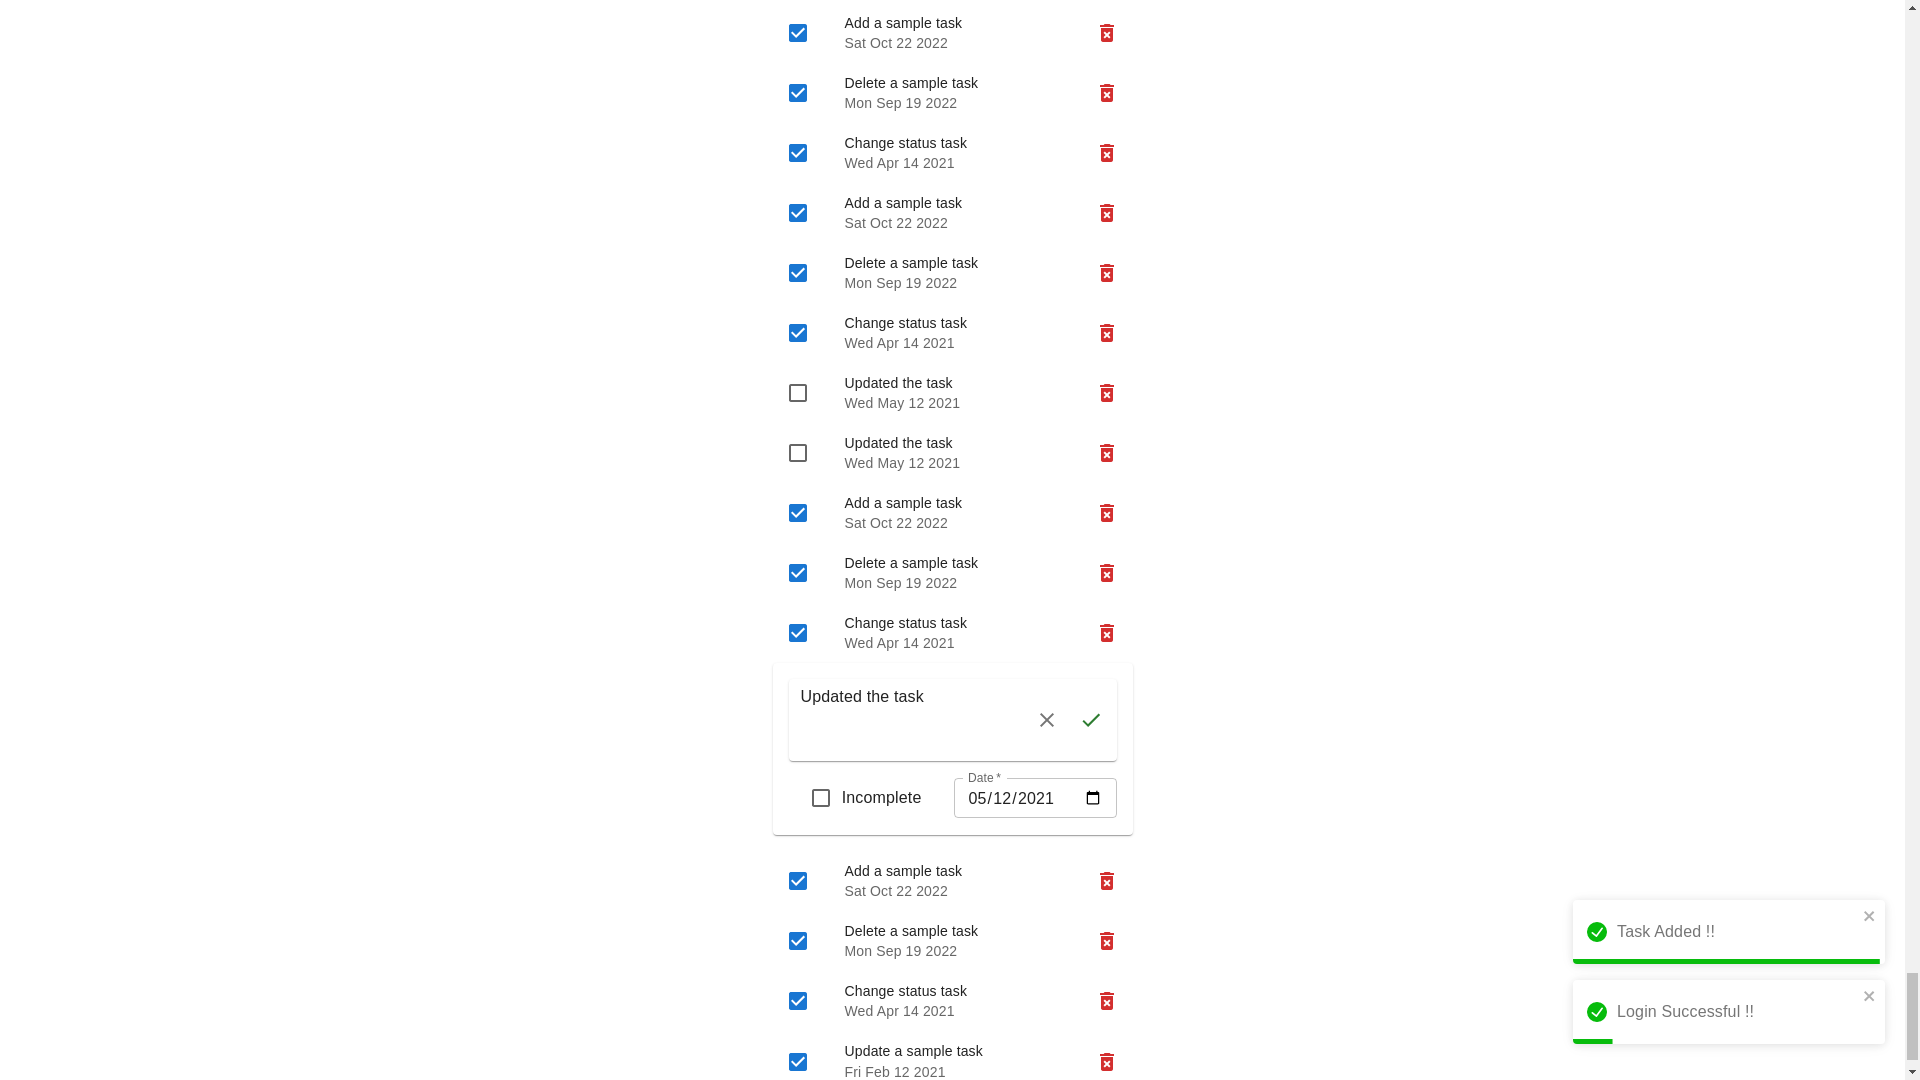 Add a sample task
Sat Oct 22 2022
Delete a sample task
Mon Sep 19 2022
Change status task
Wed Apr 14 2021
Add a sample task
Sat Oct 22 2022
Delete a sample task
Mon Sep 19 2022
Change status task
Wed Apr 14 2021
Updated the task
Wed May 12 2021
Updated the task
Wed May 12 2021
Add a sample task
Sat Oct 22 2022
Delete a sample task
Mon Sep 19 2022
Change status task
Wed Apr 14 2021
Updated the task
Date *
Incomplete
05/12/2021
Add a sample task
Sat Oct 22 2022
Delete a sample task
Mon Sep 19 2022
Change status task
Wed Apr 14 2021
Update a sample task
Fri Feb 12 2021
Task Added !!
Login Successful !!